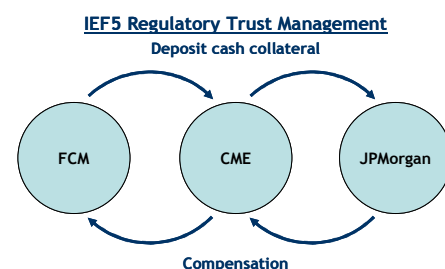 IEF5 Regulatory Trust Management
Deposit cash collateral
FCM
CME
JPMorgan
Compensation